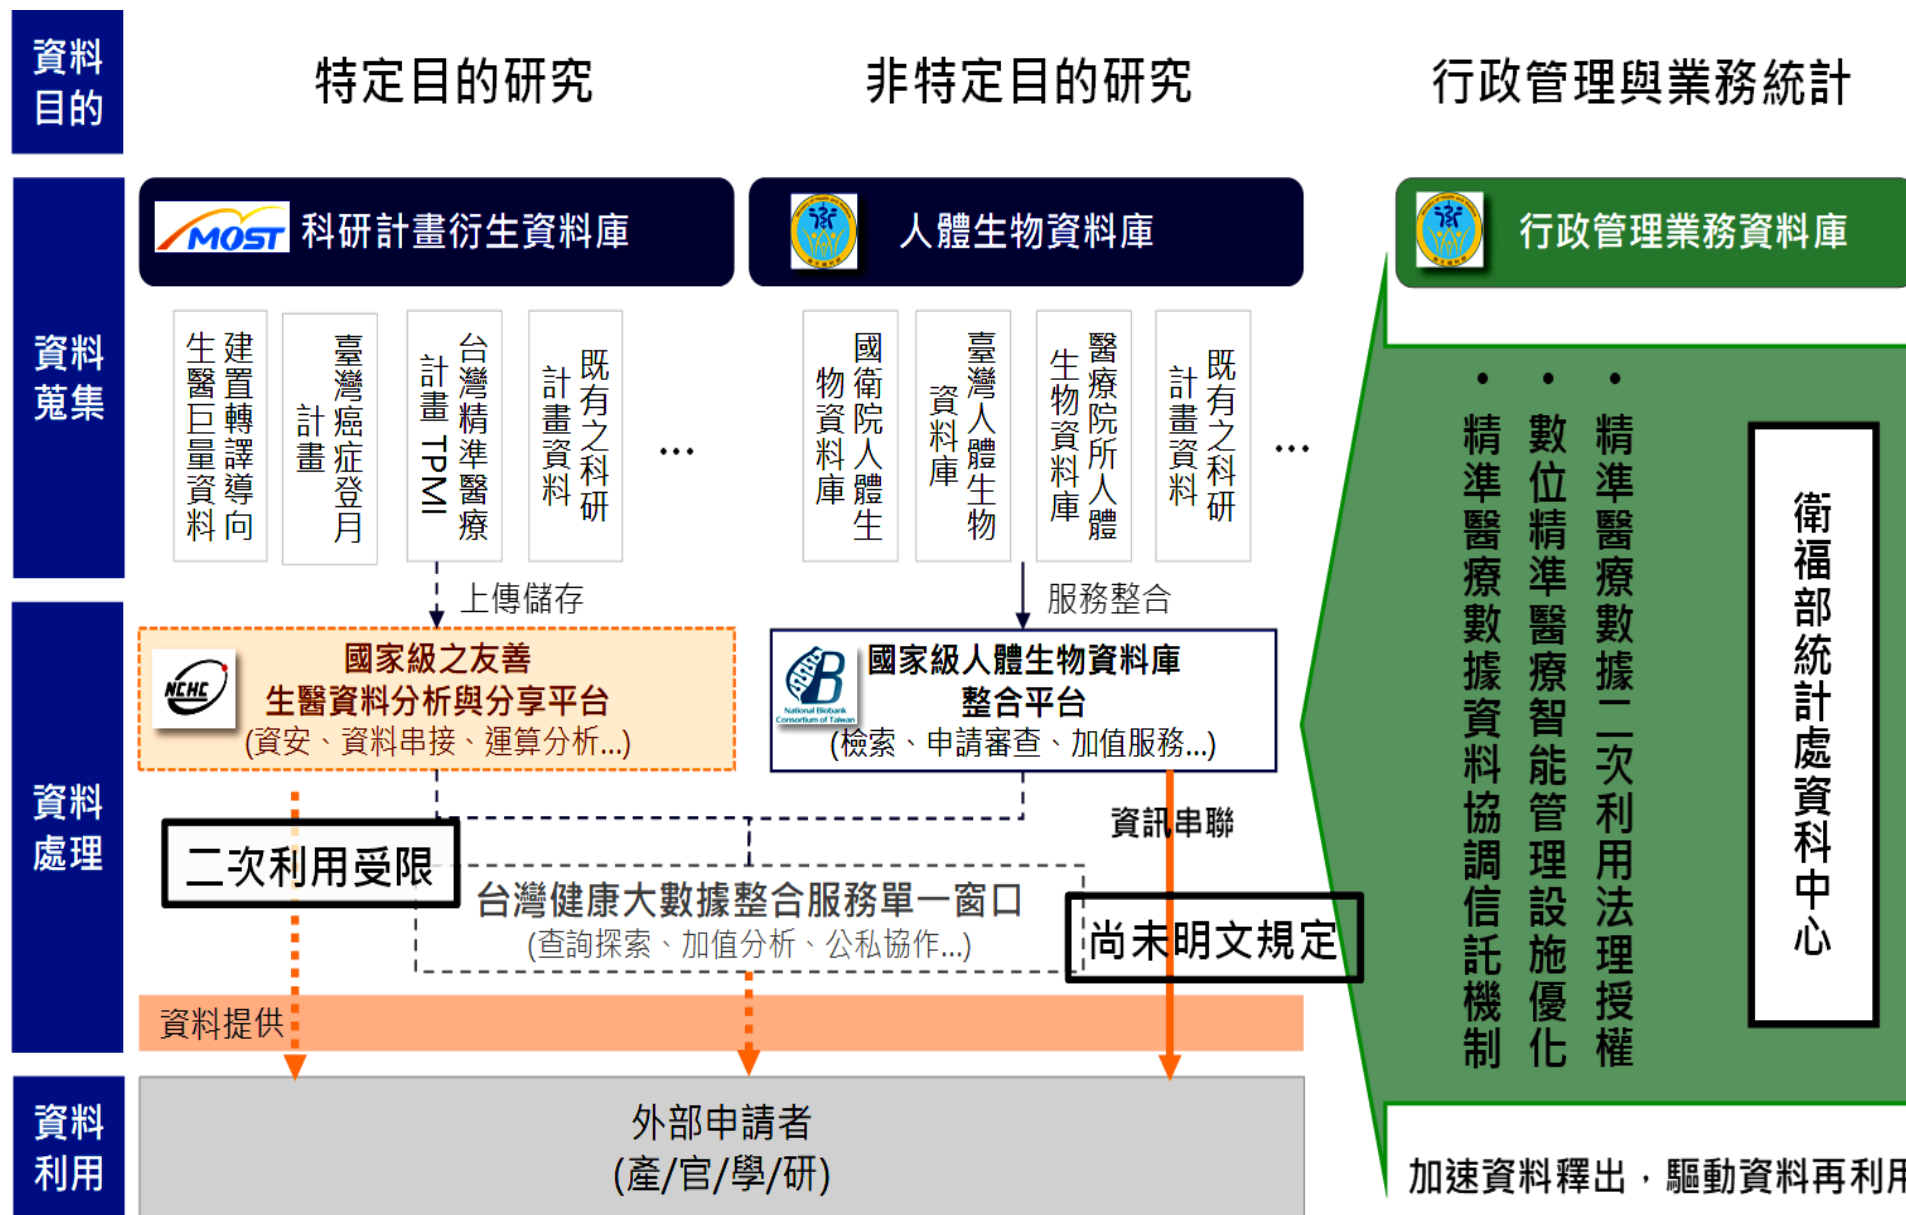 資料
目的
特定目的研究
非特定目的研究
行政管理與業務統計
資料
蒐集
MOST
科研計畫衍生資料庫
人體生物資料庫
行政管理業務資料庫
建置轉譯導向
生醫巨量資料
臺灣癌症登月
計畫
台灣精準醫療
計畫 TPMI
既有之科研
計畫資料
...
國衛院人體生
物資料庫
臺灣人體生物
資料庫
醫療院所人體
生物資料庫
既有之科研
計畫資料
...
上傳儲存
服務整合
資料
處理
NCHC
國家級之友善
生醫資料分析與分享平台
(資安、資料串接、運算分析...)
National Biobank
Consortium of Taiwan
國家級人體生物資料庫
整合平台
(檢索、申請審查、加值服務...)
資訊串聯
二次利用受限
台灣健康大數據整合服務單一窗口
(查詢探索、加值分析、公私協作...)
尚未明文規定
資料提供
資料
利用
外部申請者
(產/官/學/研)
衛福部統計處資科中心
• 精準醫療數據二次利用法理授權
• 數位精準醫療智能管理設施優化
• 精準醫療數據資料協調信託機制
加速資料釋出，驅動資料再利用